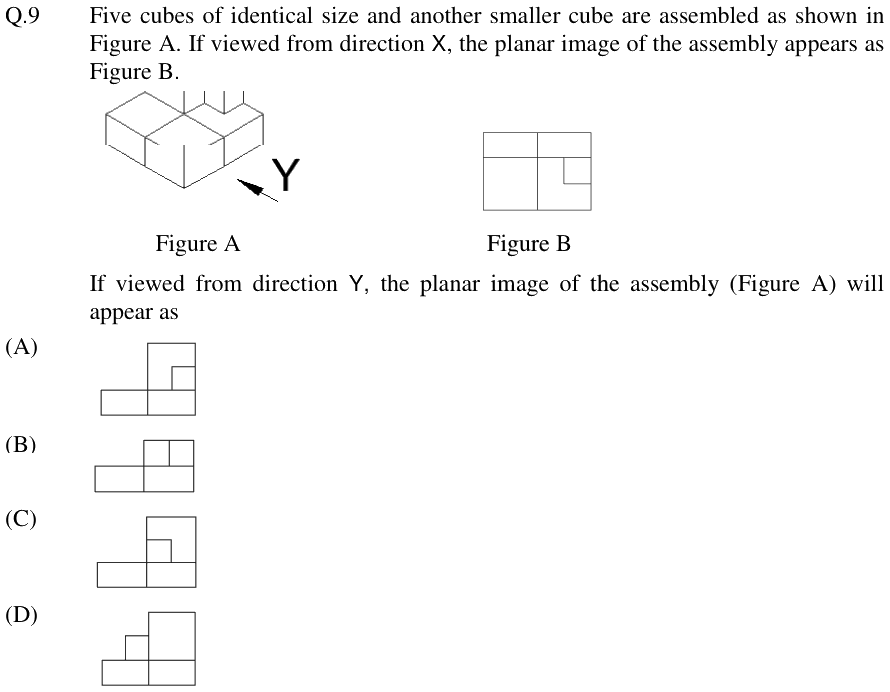 Q.9 Five cubes of identical size and another smaller cube are assembled as shown in
Figure A. If viewed from direction X, the planar image of the assembly appears as
Figure B.
Y
Figure A Figure B
If viewed from direction Y, the planar image of the assembly (Figure A) will
appear as
(A)
(B)
(C)
(D)